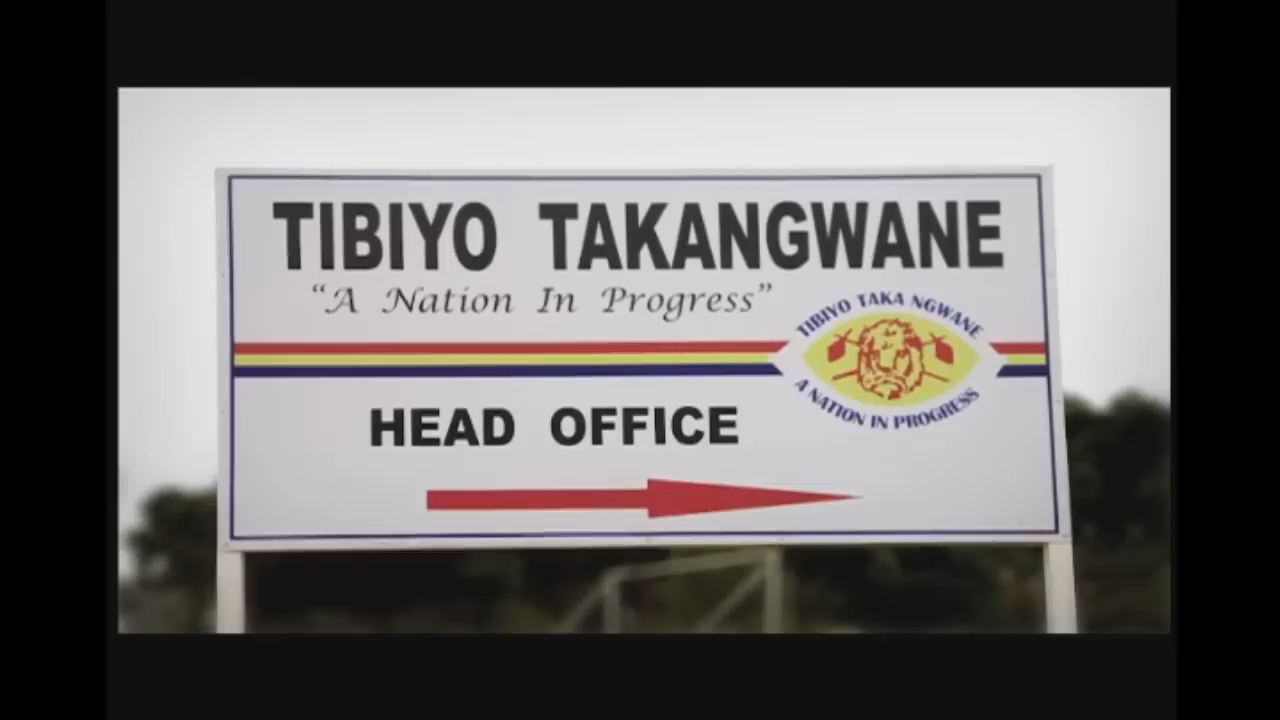 TIBIYO TAKANGWANE
“A Nation In Progress”
TIBIYO TAKA NGWANE
A NATION IN PROGRESS
HEAD OFFICE